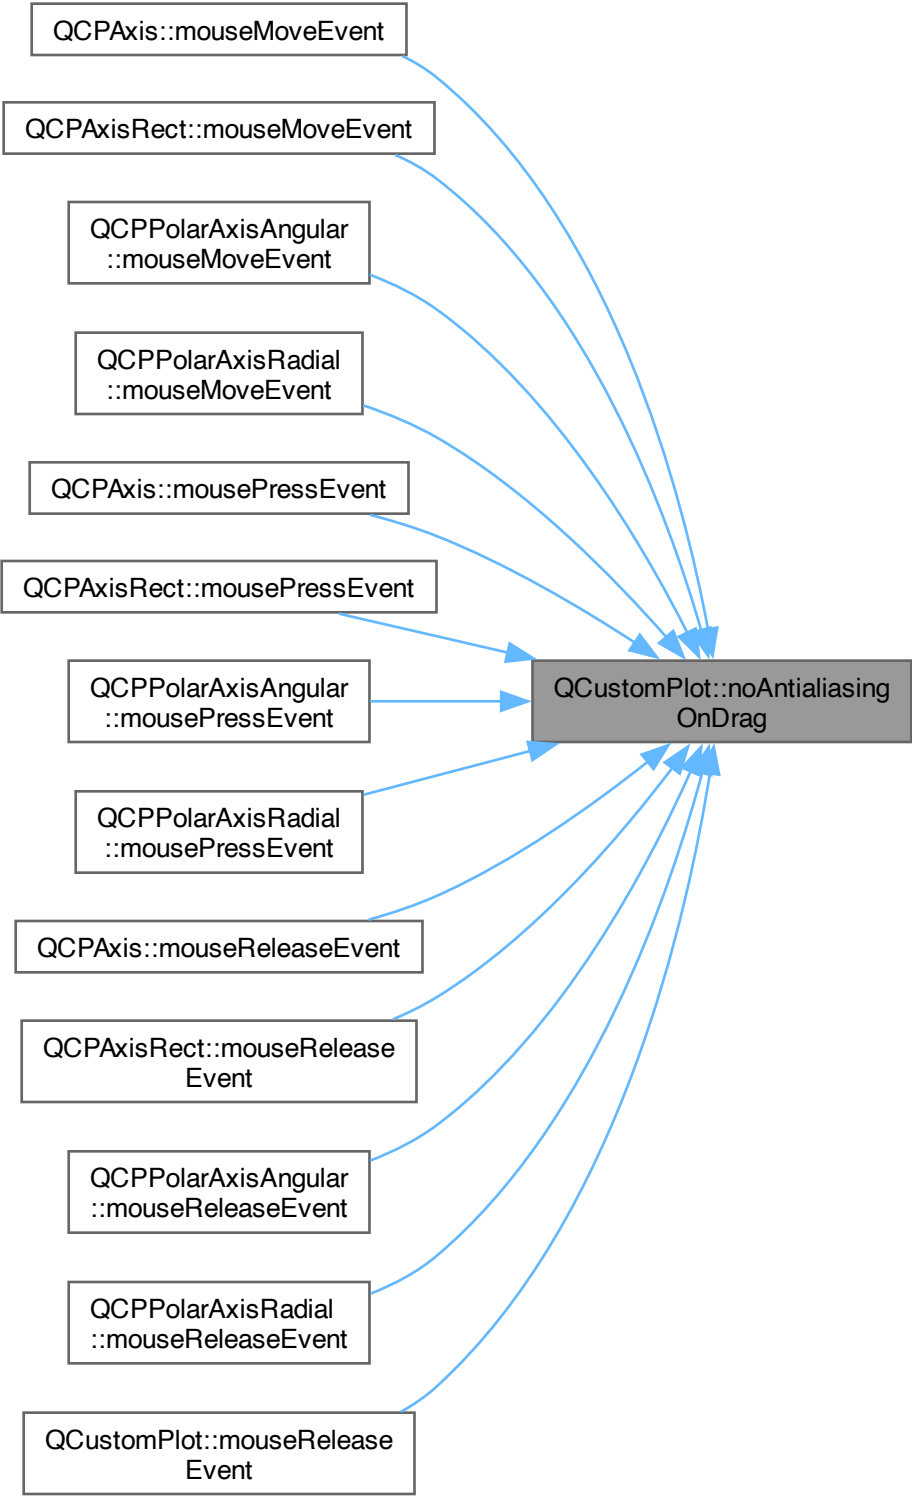 QCPAxis::mouseMoveEvent
QCPAxisRect::mouseMoveEvent
QCPPolarAxisAngular
::mouseMoveEvent
QCPPolarAxisRadial
::mouseMoveEvent
QCPAxis::mousePressEvent
QCPAxisRect::mousePressEvent
QCPPolarAxisAngular
::mousePressEvent
QCPPolarAxisRadial
::mousePressEvent
QCPAxis::mouseReleaseEvent
QCPAxisRect::mouseRelease
Event
QCPPolarAxisAngular
::mouseReleaseEvent
QCPPolarAxisRadial
::mouseReleaseEvent
QCustomPlot::mouseRelease
Event
QCustomPlot::noAntialiasing
OnDrag